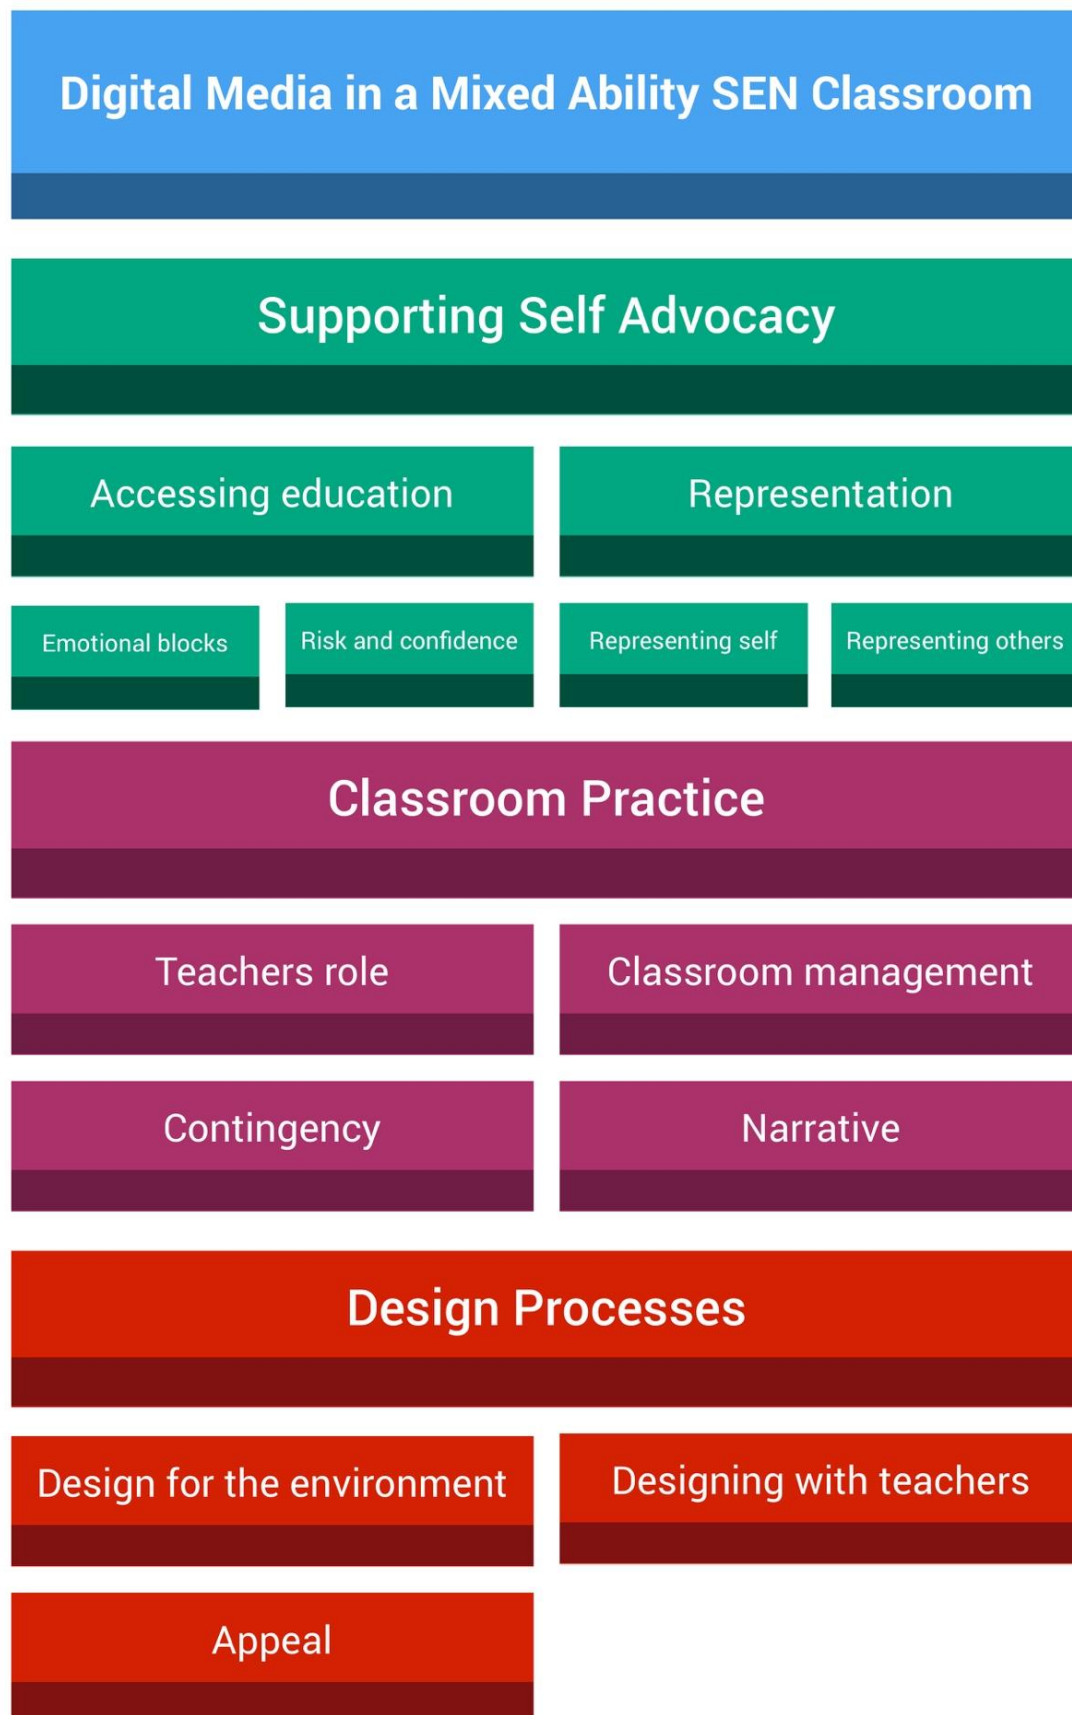 Digital Media in a Mixed Ability SEN Classroom
Supporting Self Advocacy
Accessing education
Representation
Emotional blocks
Risk and confidence
Representing self
Representing others
Classroom Practice
Teachers role
Classroom management
Contingency
Narrative
Design Processes
Design for the environment
Designing with teachers
Appeal